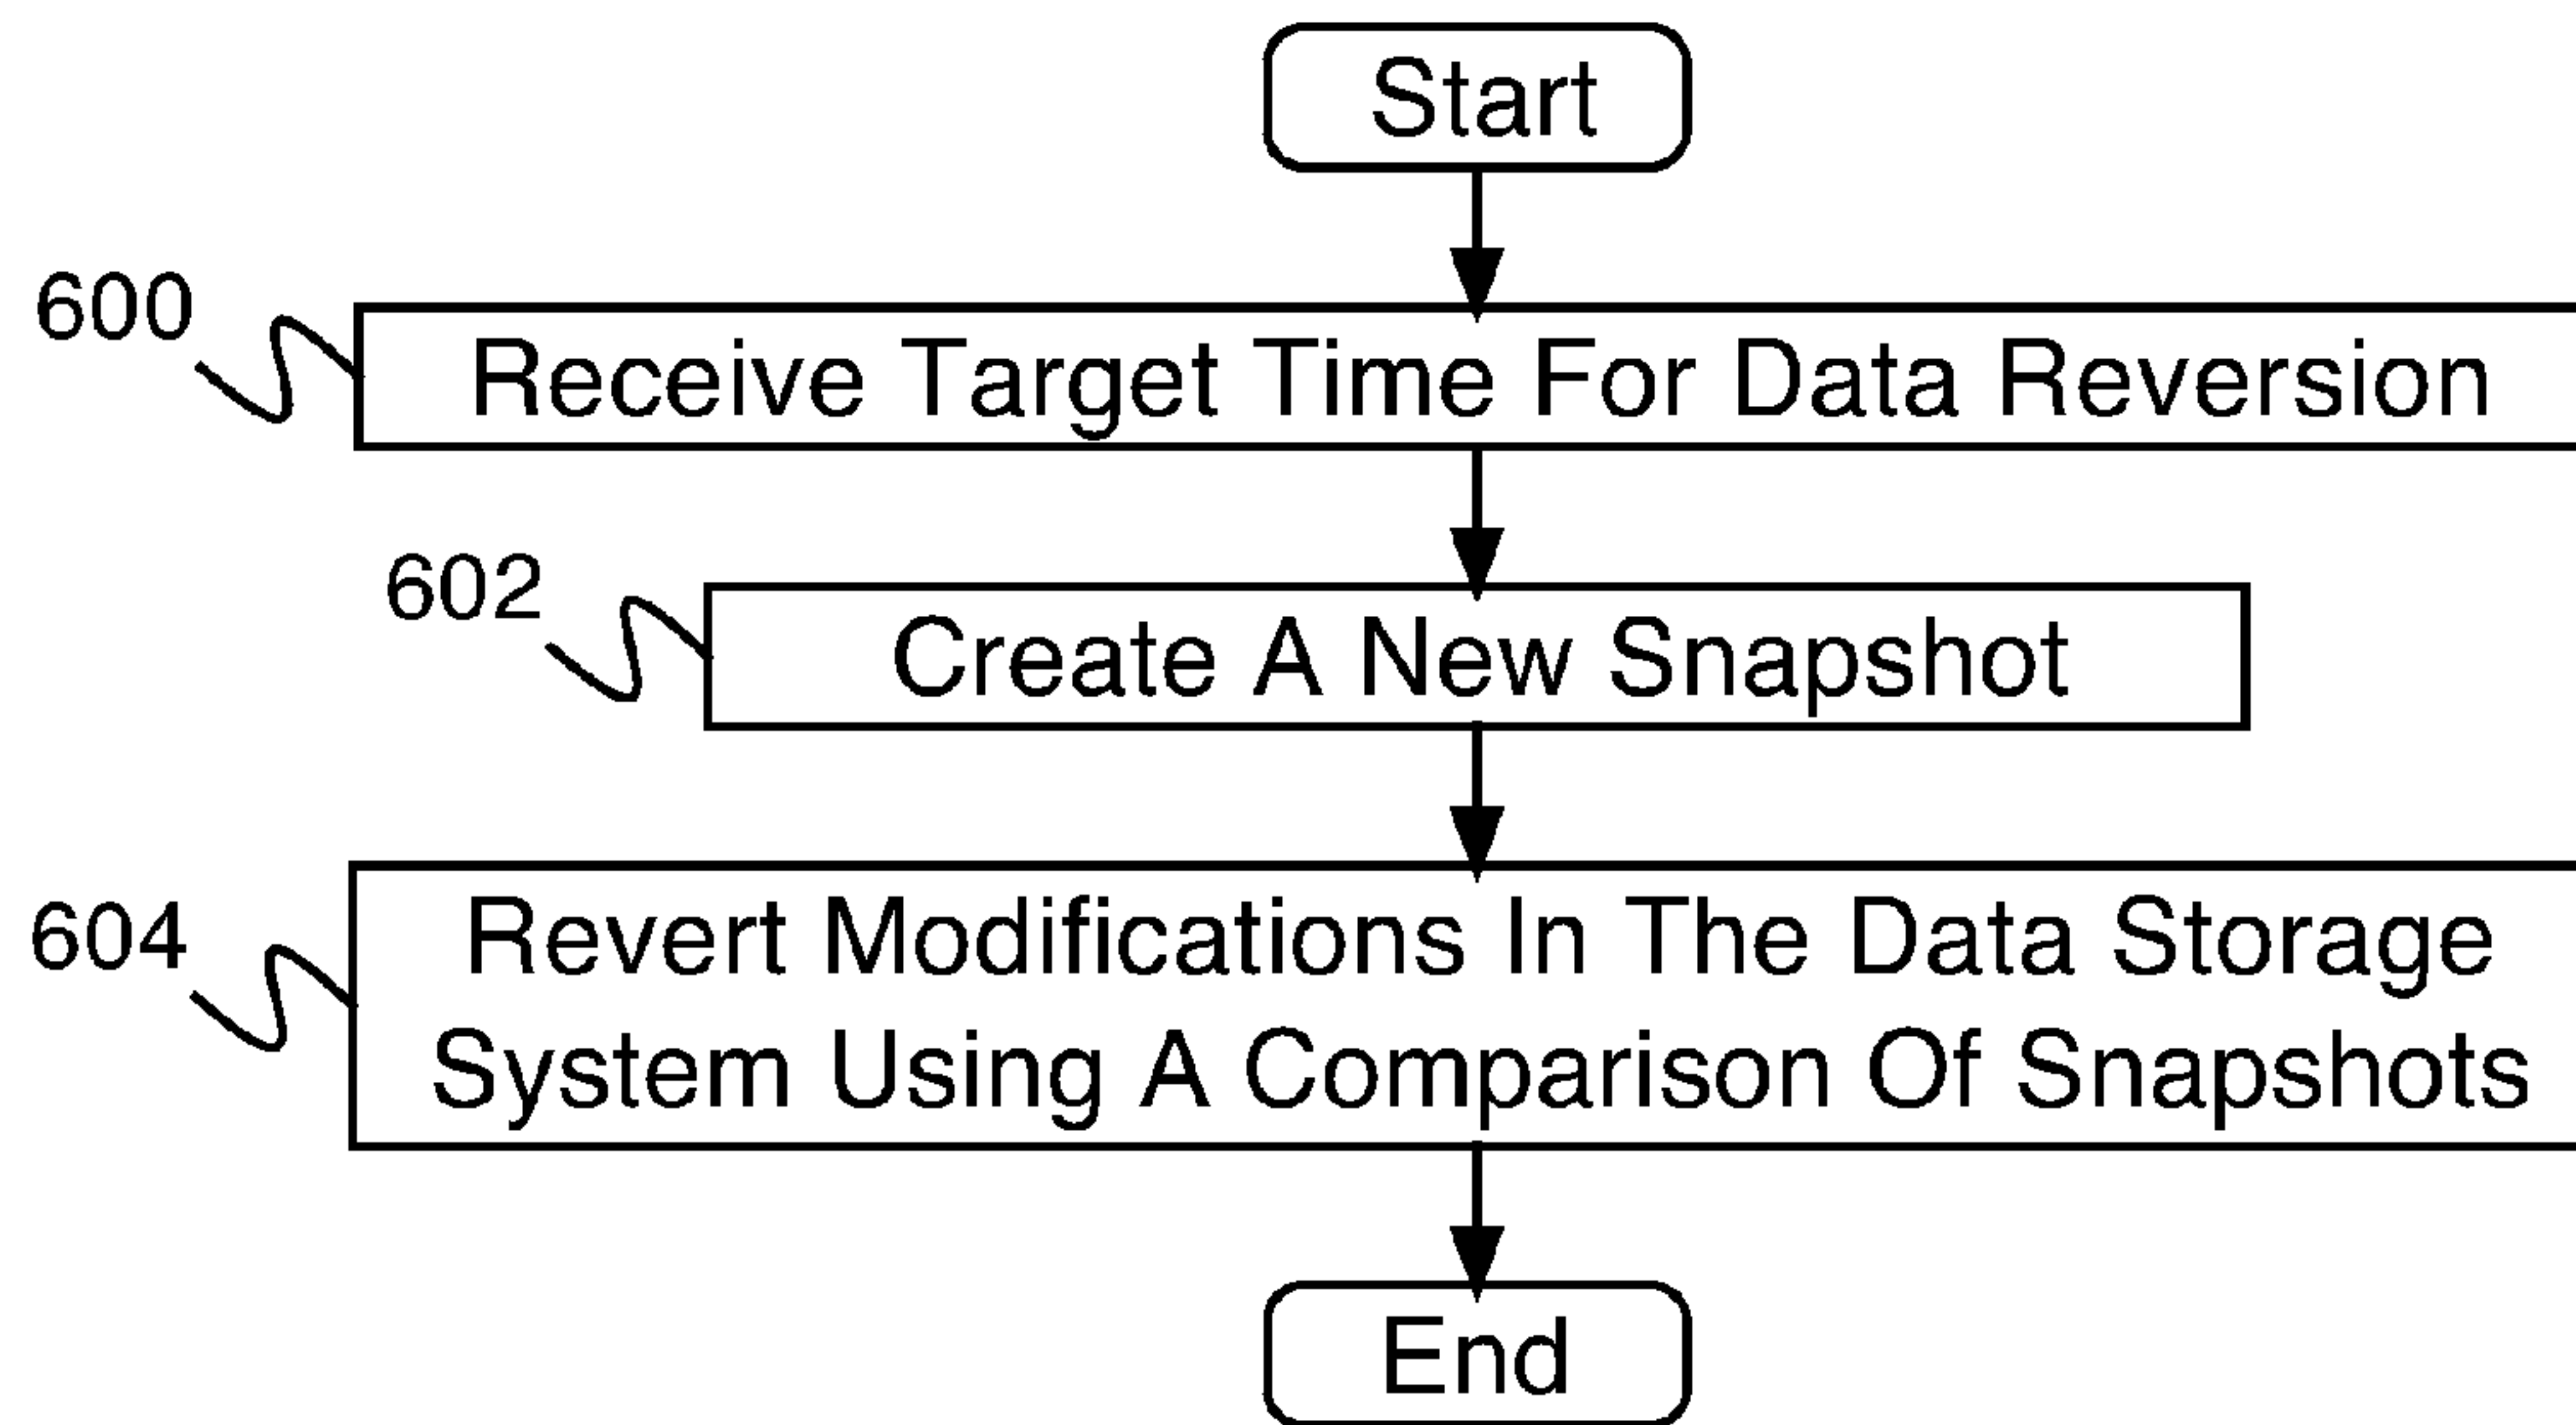 Start
600
Receive Target Time For Data Reversion
602
Create A New Snapshot
604
Revert Modifications In The Data Storage
System Using A Comparison Of Snapshots
End